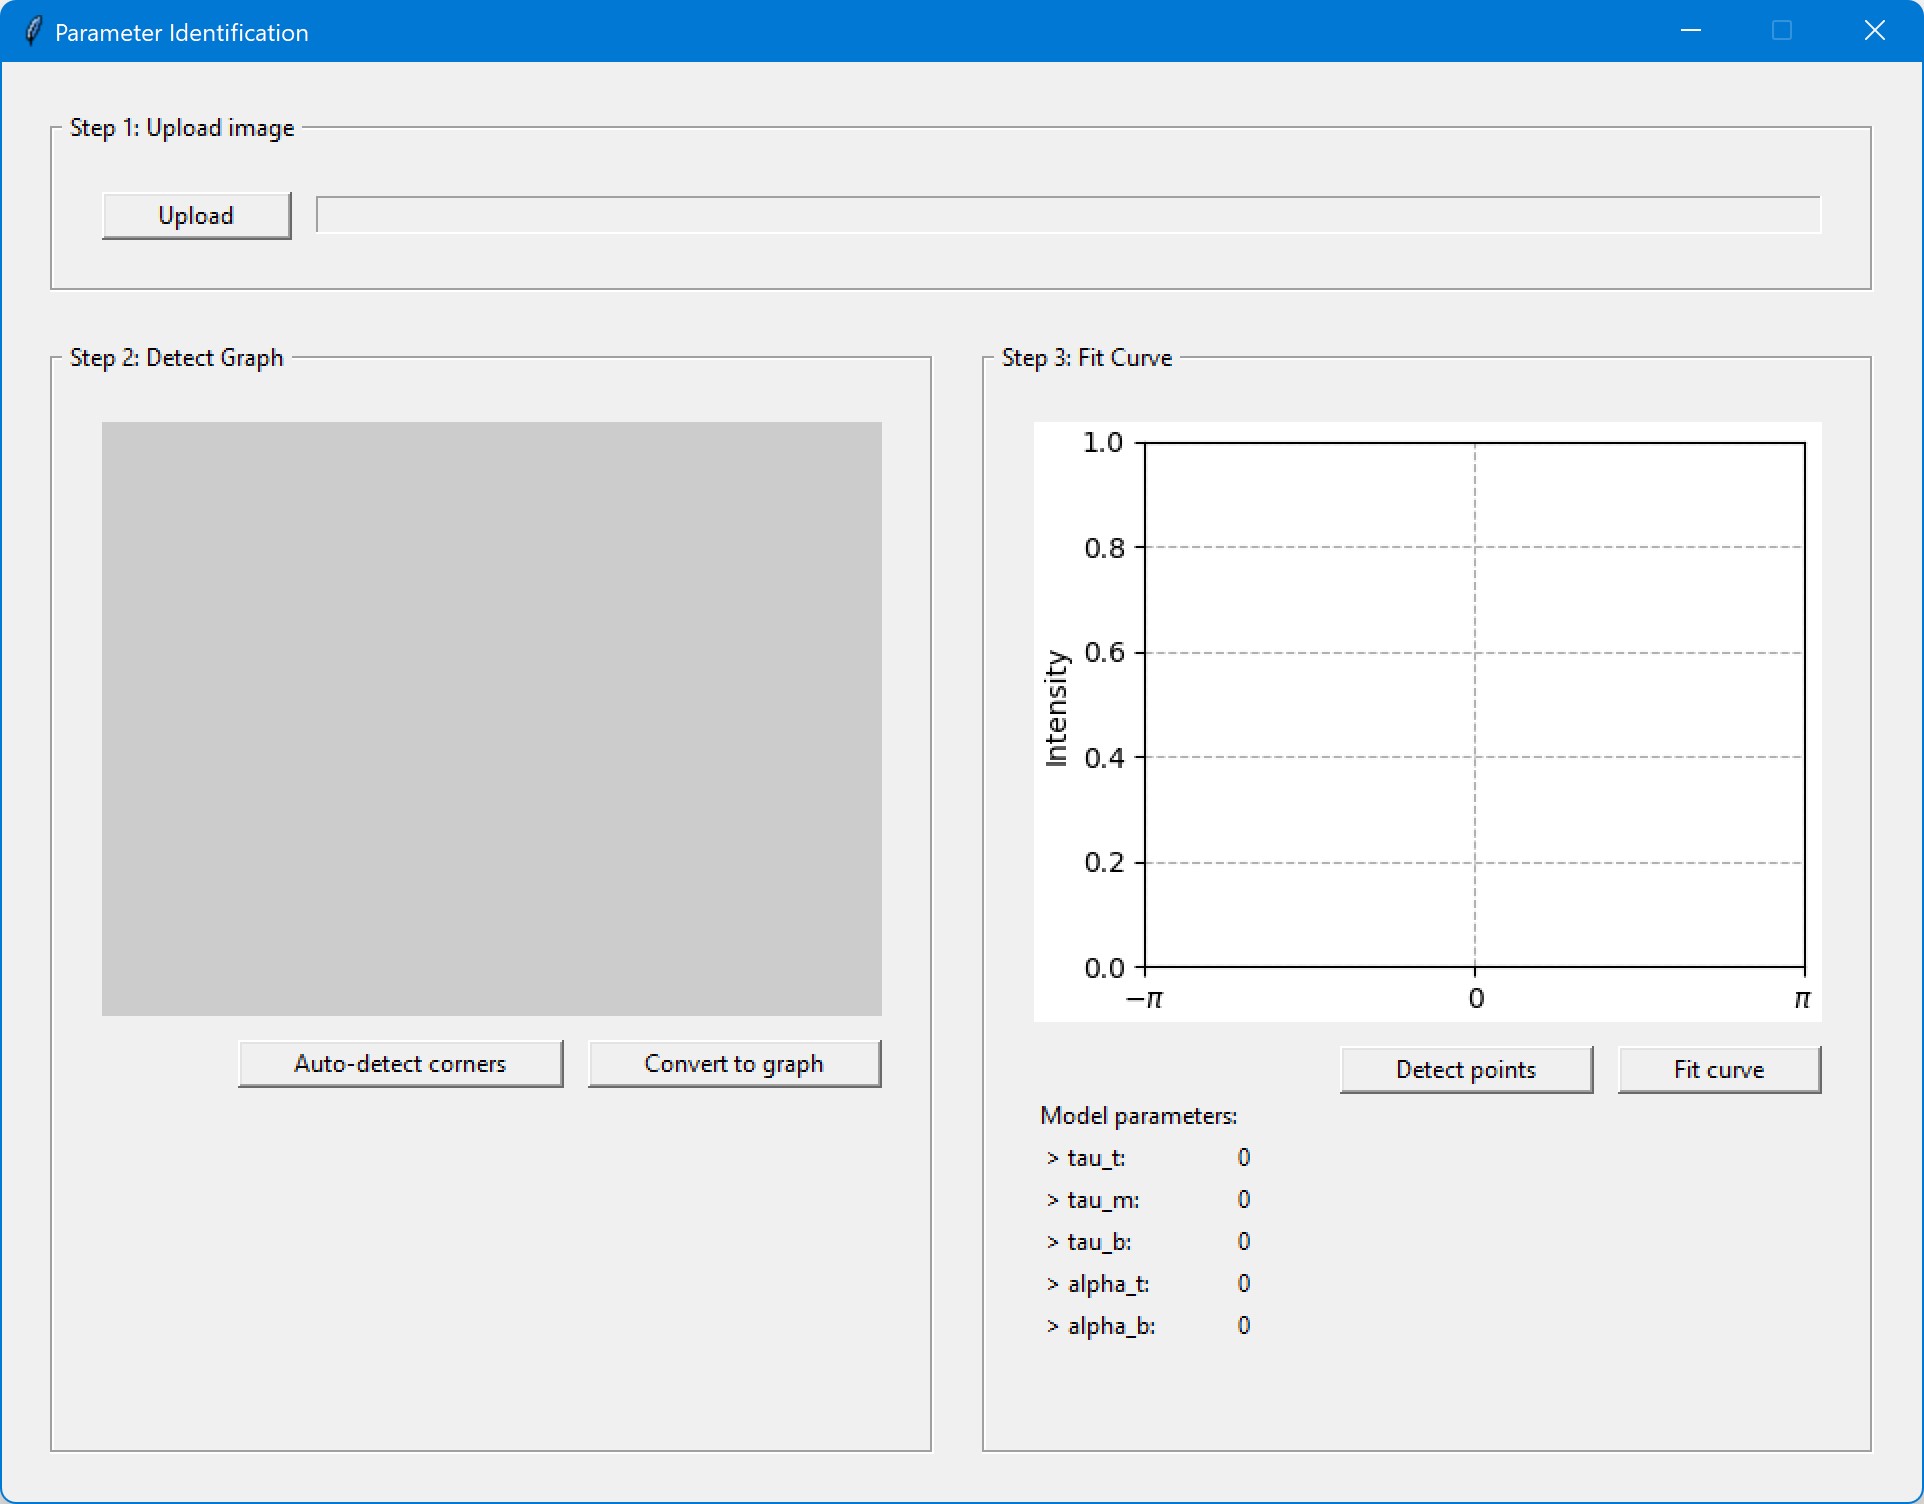 Parameter Identification
Step 1: Upload image
Upload
Step 2: Detect Graph
Auto-detect corners
Convert to graph
Step 3: Fit Curve
1.0
0.8
0.6
0.4
0.2
0.0
Intensity
−π
0
π
Detect points
Fit curve
Model parameters:
> tau_t: 0
> tau_m: 0
> tau_b: 0
> alpha_t: 0
> alpha_b: 0